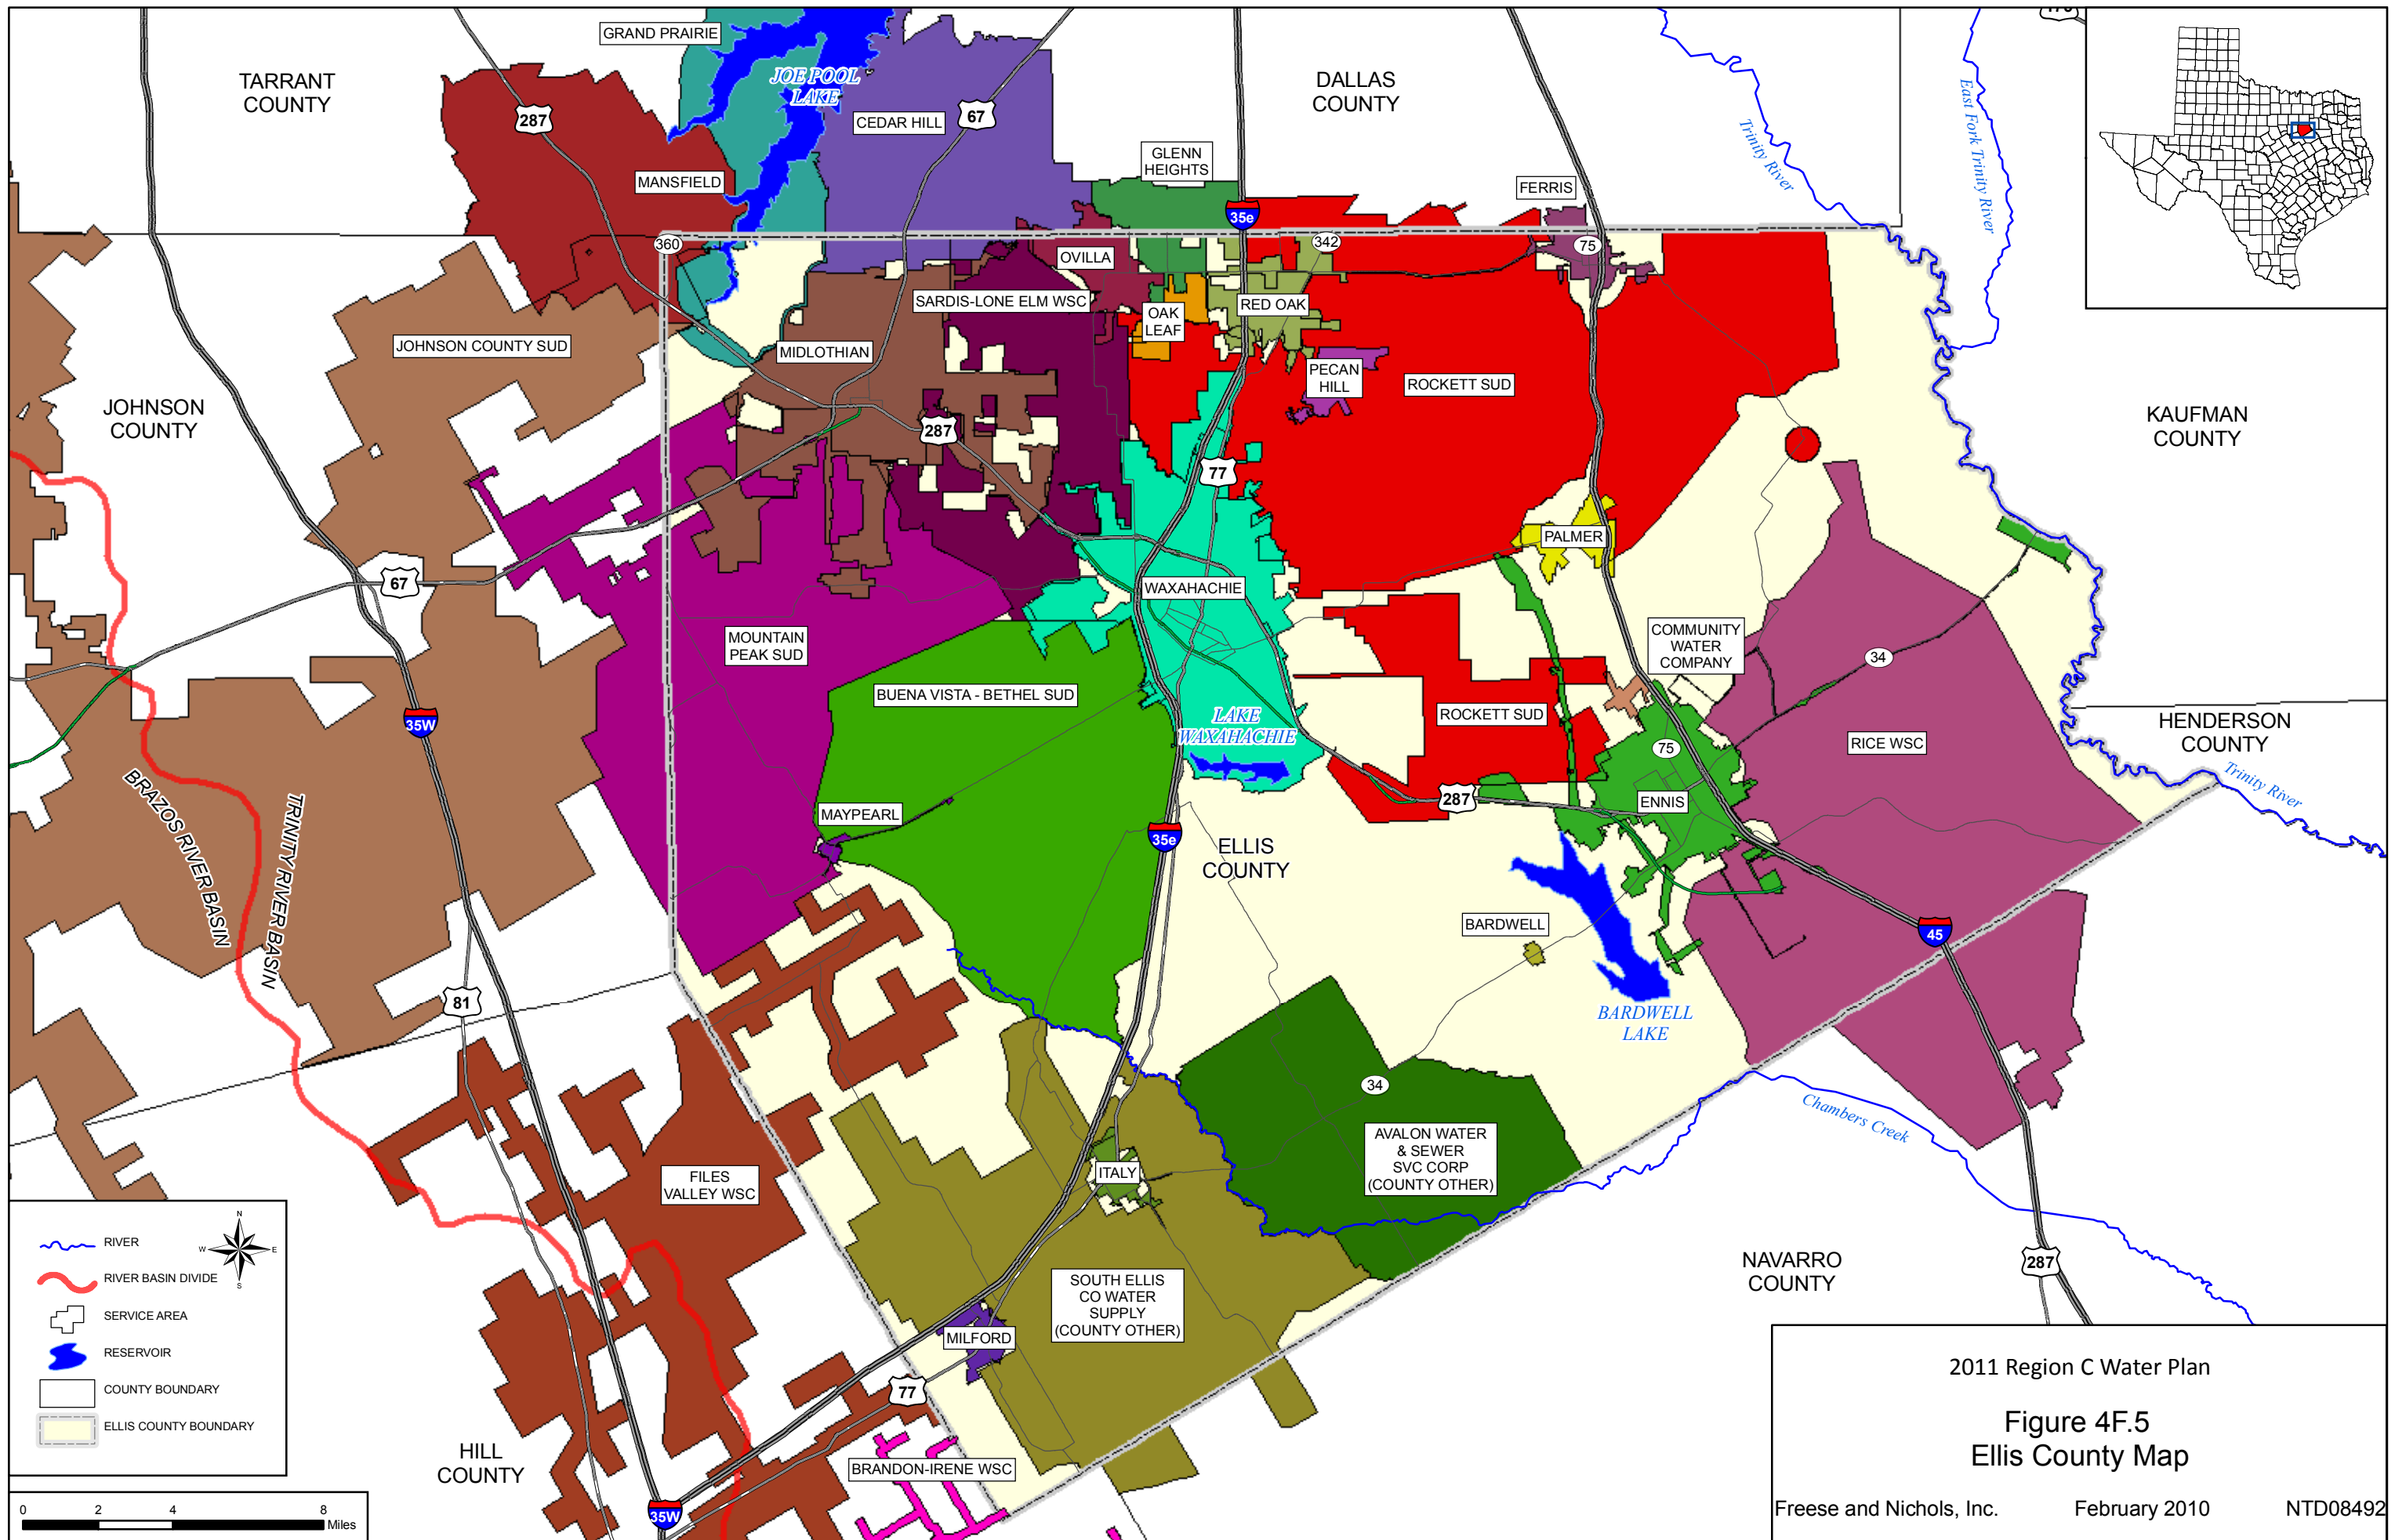 GRAND PRAIRIE
TARRANT
COUNTY
JOE POOL
LAKE
DALLAS
COUNTY
287
CEDAR HILL
67
Trinity River
East Fork Trinity River
GLENN
HEIGHTS
MANSFIELD
FERRIS
35e
360
342
75
OVILLA
SARDIS-LONE ELM WSC
OAK
LEAF
RED OAK
JOHNSON COUNTY SUD
MIDLOTHIAN
PECAN
HILL
ROCKETT SUD
JOHNSON
COUNTY
KAUFMAN
COUNTY
287
77
PALMER
67
WAXAHACHIE
MOUNTAIN
PEAK SUD
COMMUNITY
WATER
COMPANY
34
BUENA VISTA - BETHEL SUD
35W
LAKE
WAXAHACHIE
ROCKETT SUD
75
RICE WSC
HENDERSON
COUNTY
Trinity River
BRAZOS RIVER BASIN
TRINITY RIVER BASIN
MAYPEARL
287
ENNIS
35e
ELLIS
COUNTY
BARDWELL
45
81
BARDWELL
LAKE
34
Chambers Creek
AVALON WATER
& SEWER
SVC CORP
(COUNTY OTHER)
FILES
VALLEY WSC
ITALY
NAVARRO
COUNTY
287
SOUTH ELLIS
CO WATER
SUPPLY
(COUNTY OTHER)
MILFORD
77
HILL
COUNTY
BRANDON-IRENE WSC
35W
N
W
E
S
RIVER
RIVER BASIN DIVIDE
SERVICE AREA
RESERVOIR
COUNTY BOUNDARY
ELLIS COUNTY BOUNDARY
0 2 4 8
Miles
2011 Region C Water Plan
Figure 4F.5
Ellis County Map
Freese and Nichols, Inc. February 2010 NTD08492